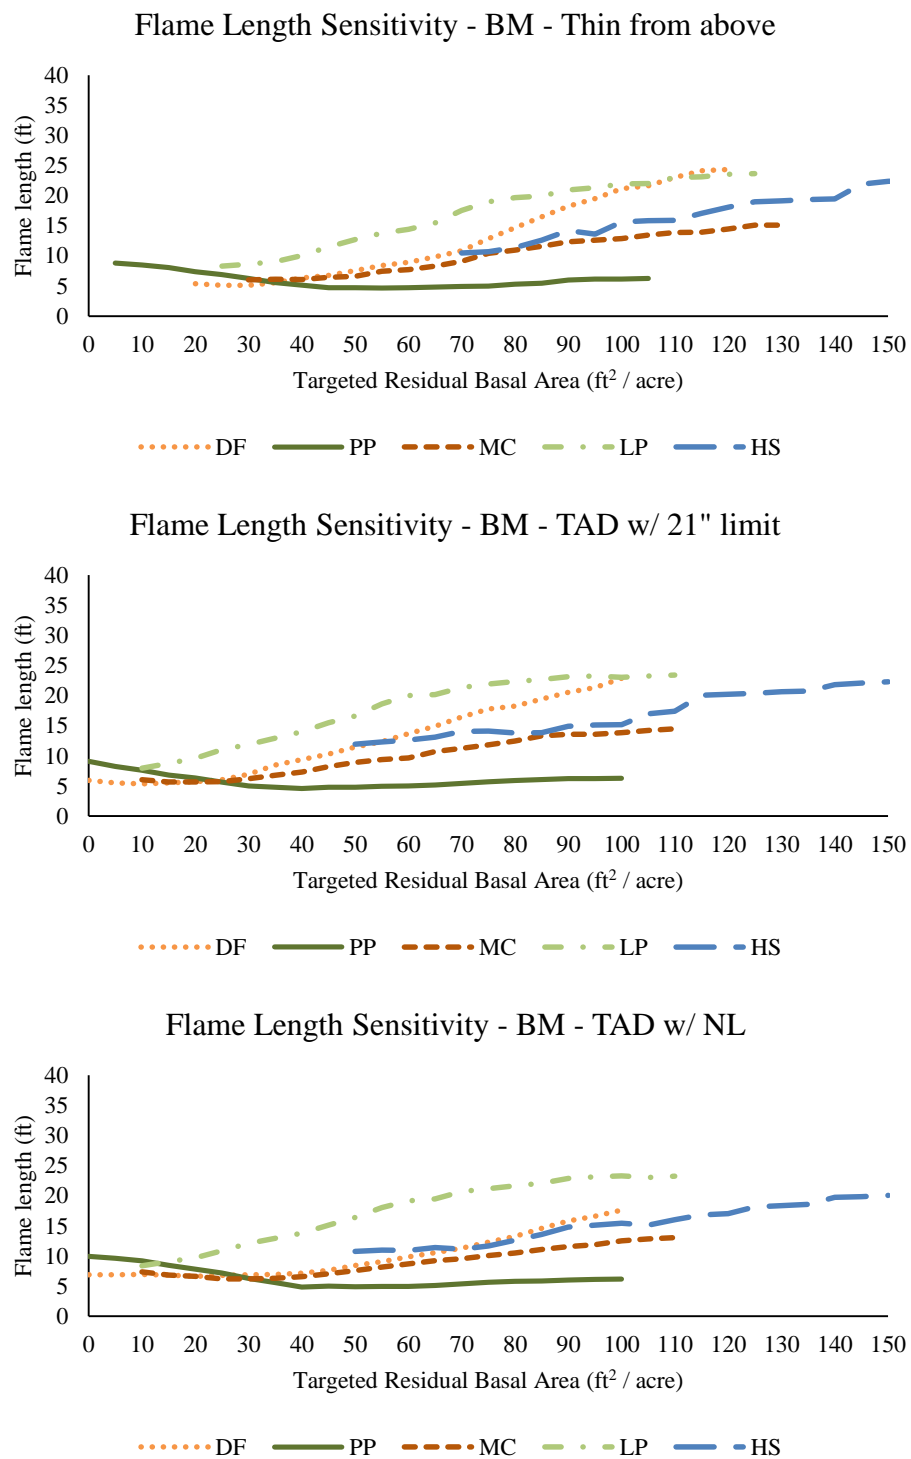 Flame Length Sensitivity - BM - Thin from above
40
35
30
25
20
15
10
5
0
Flame length (ft)
0 10 20 30 40 50 60 70 80 90 100 110 120 130 140 150
Targeted Residual Basal Area (ft² / acre)
DF PP MC LP HS
Flame Length Sensitivity - BM - TAD w/ 21" limit
40
35
30
25
20
15
10
5
0
Flame length (ft)
0 10 20 30 40 50 60 70 80 90 100 110 120 130 140 150
Targeted Residual Basal Area (ft² / acre)
DF PP MC LP HS
Flame Length Sensitivity - BM - TAD w/ NL
40
35
30
25
20
15
10
5
0
Flame length (ft)
0 10 20 30 40 50 60 70 80 90 100 110 120 130 140 150
Targeted Residual Basal Area (ft² / acre)
DF PP MC LP HS